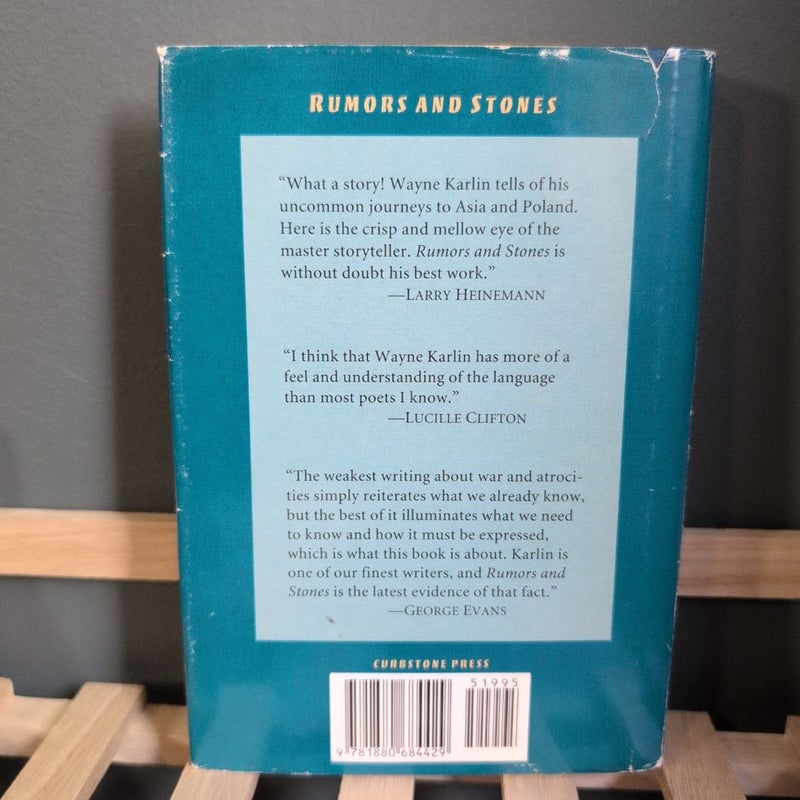 RUMORS AND STONES
“What a story! Wayne Karlin tells of his
uncommon journeys to Asia and Poland.
Here is the crisp and mellow eye of the
master storyteller. Rumors and Stones is
without doubt his best work.”
—LARRY HEINEMANN
“I think that Wayne Karlin has more of a
feel and understanding of the language
than most poets I know.”
—LUCILLE CLIFTON
“The weakest writing about war and atroci-
ties simply reiterates what we already know,
but the best of it illuminates what we need
to know and how it must be expressed,
which is what this book is about. Karlin is
one of our finest writers, and Rumors and
Stones is the latest evidence of that fact.”
—GEORGE EVANS
CURBSTONE PRESS
51995
9 781880 684429